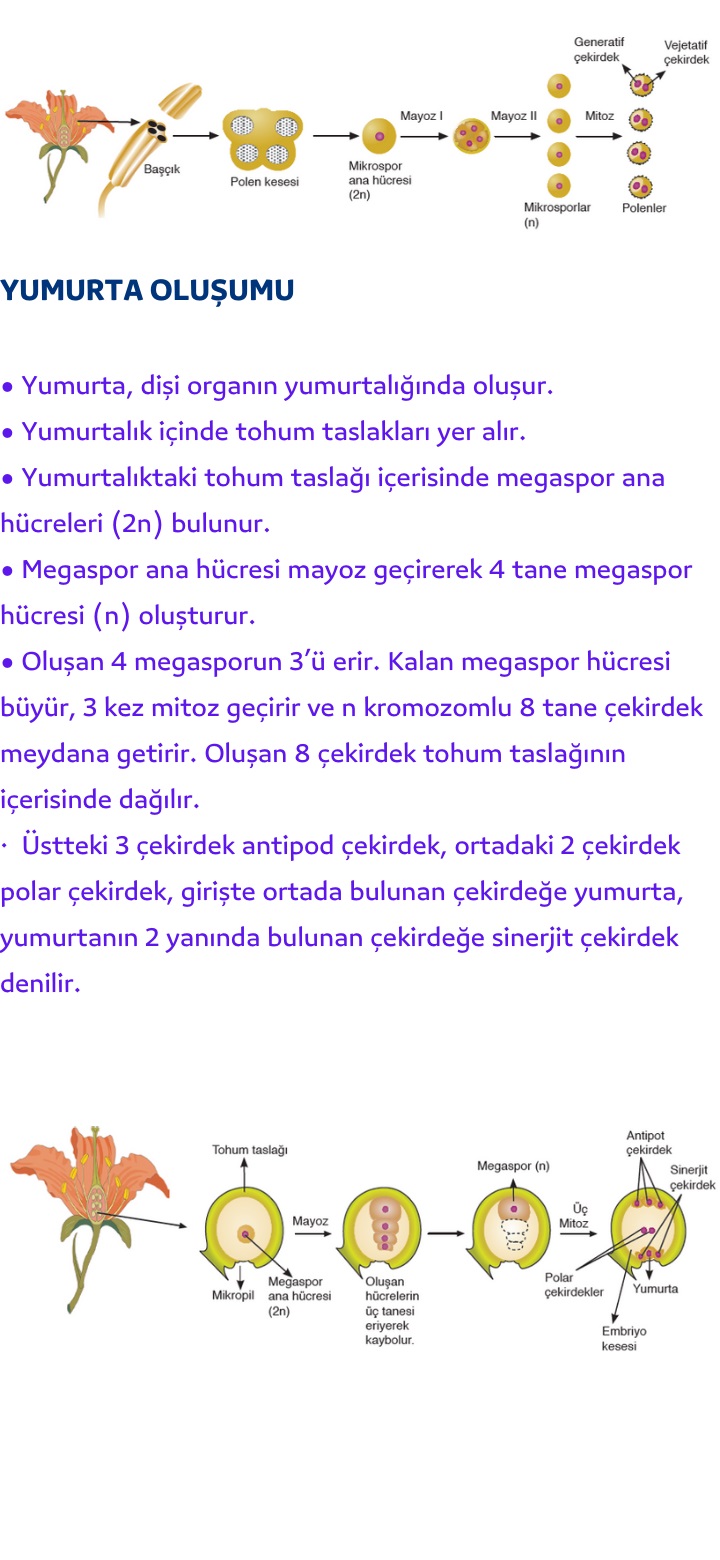 Generatif
çekirdek
Vejetatif
çekirdek
Mayoz I
Mayoz II
Mitoz
Başçık
Polen kesesi
Mikrospor
ana hücresi
(2n)
Mikrosporlar
(n)
Polenler
YUMURTA OLUŞUMU
● Yumurta, dişi organın yumurtalığında oluşur.
● Yumurtalık içinde tohum taslakları yer alır.
● Yumurtalıktaki tohum taslağı içerisinde megaspor ana
hücreleri (2n) bulunur.
● Megaspor ana hücresi mayoz geçirerek 4 tane megaspor
hücresi (n) oluşturur.
● Oluşan 4 megasporun 3’ü erir. Kalan megaspor hücresi
büyür, 3 kez mitoz geçirir ve n kromozomlu 8 tane çekirdek
meydana getirir. Oluşan 8 çekirdek tohum taslağının
içerisinde dağılır.
· Üstteki 3 çekirdek antipod çekirdek, ortadaki 2 çekirdek
polar çekirdek, girişte ortada bulunan çekirdeğe yumurta,
yumurtanın 2 yanında bulunan çekirdeğe sinerjit çekirdek
denilir.
Tohum taslağı
Mayoz
Mikropil
Megaspor
ana hücresi
(2n)
Oluşan
hücrelerin
üç tanesi
eriyerek
kaybolur.
Megaspor (n)
Üç
Mitoz
Antipot
çekirdek
Sinerjit
çekirdek
Polar
çekirdekler
Yumurta
Embriyo
kesesi